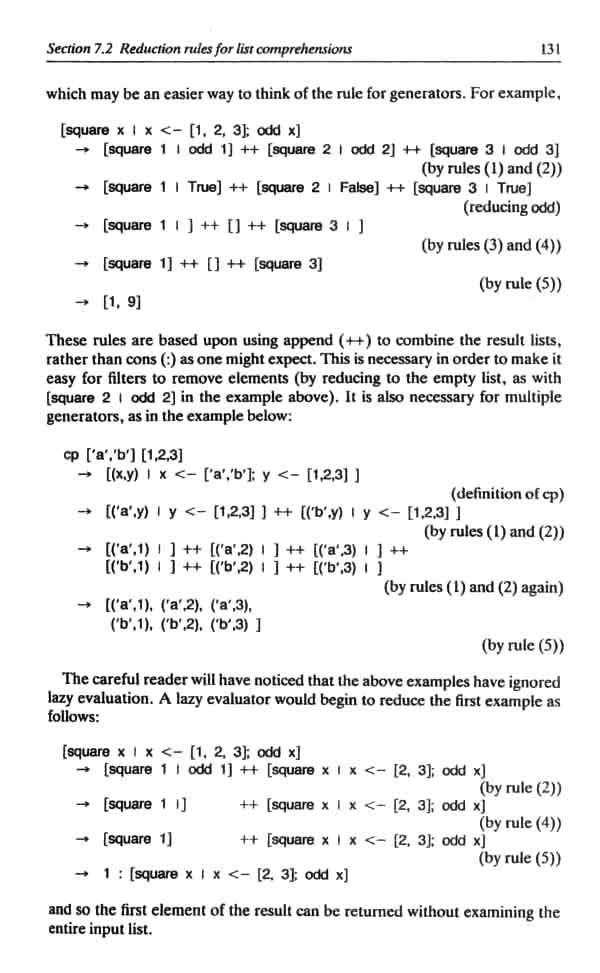 Section 7.2 Reduction rules for list comprehensions 131
which may be an easier way to think of the rule for generators. For example,
[square x | x <- [1, 2, 3]; odd x]
→ [square 1 | odd 1] ++ [square 2 | odd 2] ++ [square 3 | odd 3]
(by rules (1) and (2))
→ [square 1 | True] ++ [square 2 | False] ++ [square 3 | True]
(reducing odd)
→ [square 1 | ] ++ [] ++ [square 3 | ]
(by rules (3) and (4))
→ [square 1] ++ [] ++ [square 3]
(by rule (5))
→ [1, 9]
These rules are based upon using append (++) to combine the result lists,
rather than cons (:) as one might expect. This is necessary in order to make it
easy for filters to remove elements (by reducing to the empty list, as with
[square 2 | odd 2] in the example above). It is also necessary for multiple
generators, as in the example below:
cp ['a','b'] [1,2,3]
→ [(x,y) | x <- ['a','b']; y <- [1,2,3] ]
(definition of cp)
→ [('a',y) | y <- [1,2,3] ] ++ [('b',y) | y <- [1,2,3] ]
(by rules (1) and (2))
→ [('a',1) | ] ++ [('a',2) | ] ++ [('a',3) | ] ++
[('b',1) | ] ++ [('b',2) | ] ++ [('b',3) | ]
(by rules (1) and (2) again)
→ [('a',1), ('a',2), ('a',3),
('b',1), ('b',2), ('b',3) ]
(by rule (5))
The careful reader will have noticed that the above examples have ignored
lazy evaluation. A lazy evaluator would begin to reduce the first example as
follows:
[square x | x <- [1, 2, 3]; odd x]
→ [square 1 | odd 1] ++ [square x | x <- [2, 3]; odd x]
(by rule (2))
→ [square 1 |] ++ [square x | x <- [2, 3]; odd x]
(by rule (4))
→ [square 1] ++ [square x | x <- [2, 3]; odd x]
(by rule (5))
→ 1 : [square x | x <- [2, 3]; odd x]
and so the first element of the result can be returned without examining the
entire input list.